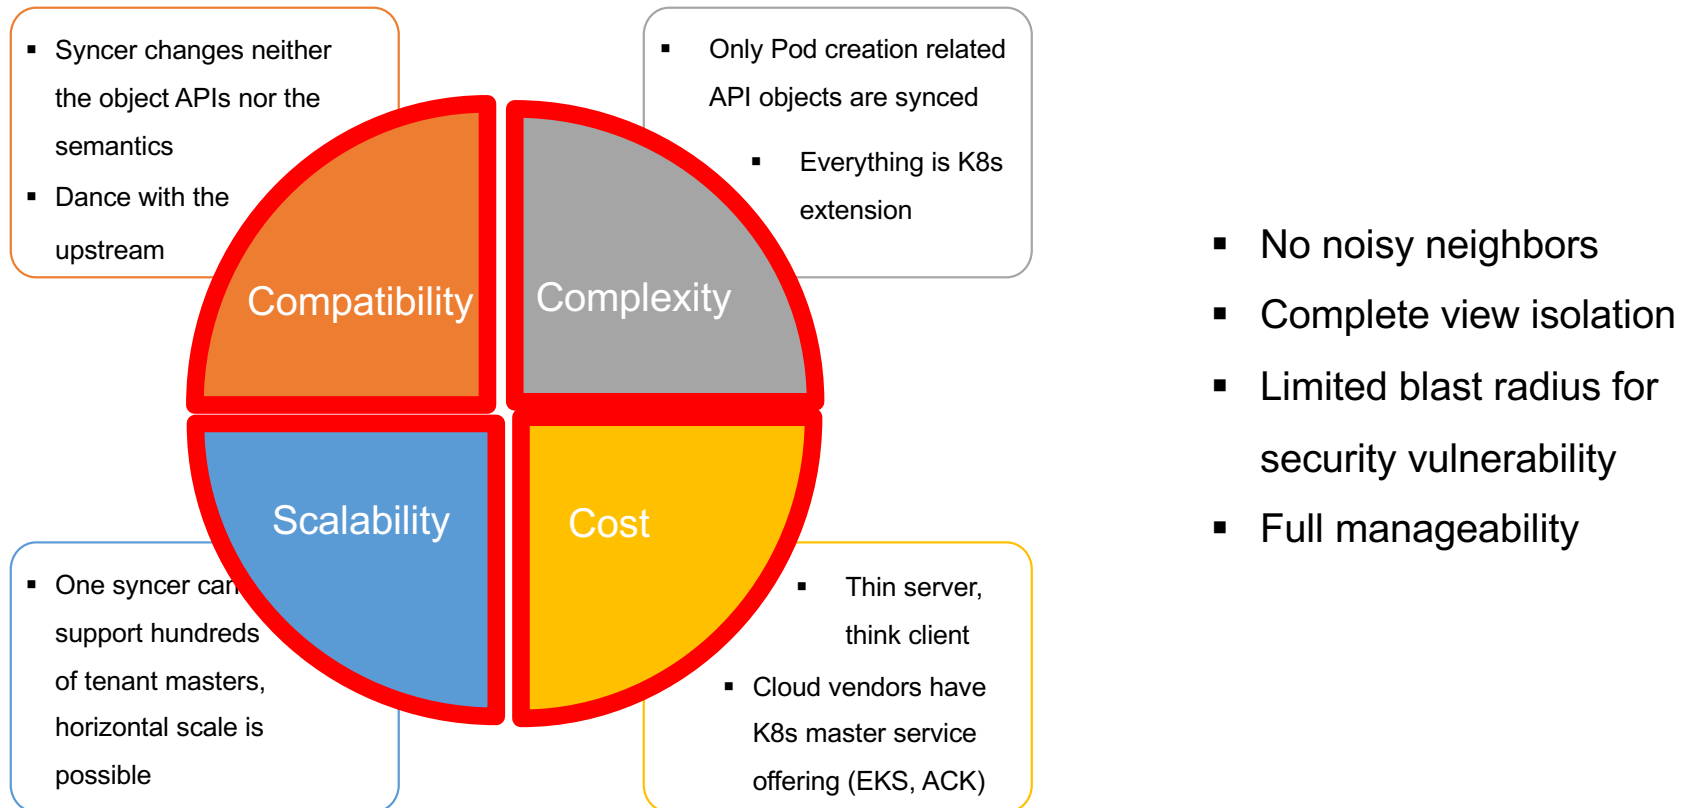 ▪ Syncer changes neither
the object APIs nor the
semantics
▪ Dance with the
upstream
▪ Only Pod creation related
API objects are synced
▪ Everything is K8s
extension
Compatibility
Complexity
Scalability
Cost
▪ One syncer can
support hundreds
of tenant masters,
horizontal scale is
possible
▪ Thin server,
think client
▪ Cloud vendors have
K8s master service
offering (EKS, ACK)
▪ No noisy neighbors
▪ Complete view isolation
▪ Limited blast radius for
security vulnerability
▪ Full manageability